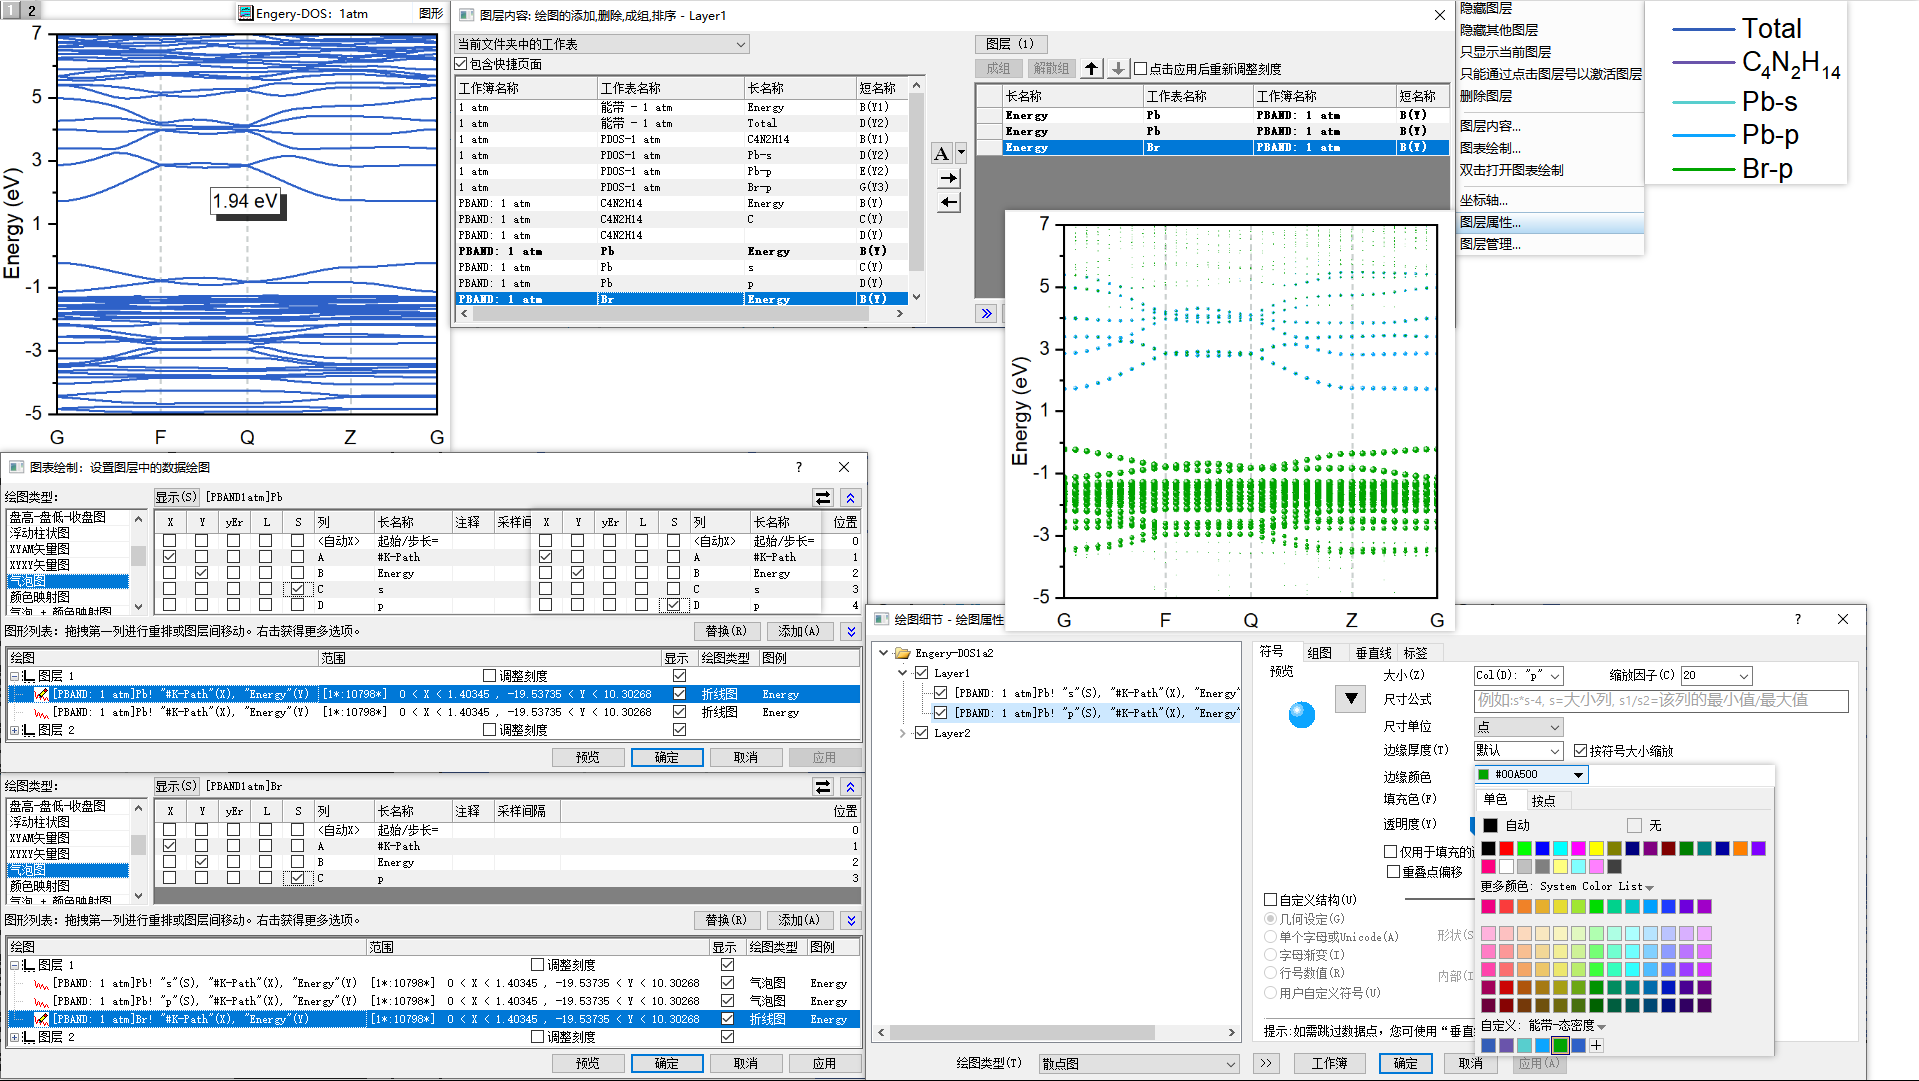 1 2
Engery-DOS: 1atm 图形
7
5
3
1
-1
-3
-5
Energy (eV)
1.94 eV
G F Q Z G
图层内容: 绘图的添加,删除,成组,排序 - Layer1
当前文件夹中的工作表
包含快捷页面
工作簿名称 工作表名称 长名称 短名称
1 atm 能带 - 1 atm Energy B(Y1)
1 atm 能带 - 1 atm Total D(Y2)
1 atm PDOS-1 atm C4N2H14 B(Y1)
1 atm PDOS-1 atm Pb-s D(Y2)
1 atm PDOS-1 atm Pb-p E(Y2)
1 atm PDOS-1 atm Br-p G(Y3)
PBAND: 1 atm C4N2H14 Energy B(Y)
PBAND: 1 atm C4N2H14 C C(Y)
PBAND: 1 atm C4N2H14 D(Y)
PBAND: 1 atm Pb Energy B(Y)
PBAND: 1 atm Pb s C(Y)
PBAND: 1 atm Pb p D(Y)
PBAND: 1 atm Br Energy B(Y)
A
图层 (1)
成组 解散组 点击应用后重新调整刻度
长名称 工作表名称 工作簿名称 短名称
Energy Pb PBAND: 1 atm B(Y)
Energy Pb PBAND: 1 atm B(Y)
Energy Br PBAND: 1 atm B(Y)
隐藏图层
隐藏其他图层
只显示当前图层
只能通过点击图层号以激活图层
删除图层
图层内容...
图表绘制...
双击打开图表绘制
坐标轴...
图层属性...
图层管理...
Total
C4N2H14
Pb-s
Pb-p
Br-p
7
5
3
1
-1
-3
-5
Energy (eV)
G F Q Z G
图表绘制: 设置图层中的数据绘图 ?
绘图类型: 显示(S) [PBAND1atm]Pb
盘高-盘低-收盘图
浮动柱状图
XYAM矢量图
XYXY矢量图
气泡图
颜色映射图
气泡 + 颜色映射图
X Y yEr L S 列 长名称 注释 采样间 X Y yEr L S 列 长名称 位置
<自动X> 起始/步长= <自动X> 起始/步长= 0
A #K-Path A #K-Path 1
B Energy B Energy 2
C s C s 3
D p D p 4
图形列表: 拖拽第一列进行重排或图层间移动。右击获得更多选项。 替换(R) 添加(A)
绘图 范围 显示 绘图类型 图例
图层 1 调整刻度
[PBAND: 1 atm]Pb! "#K-Path"(X), "Energy"(Y) [1*:10798*] 0 < X < 1.40345 , -19.53735 < Y < 10.30268 折线图 Energy
[PBAND: 1 atm]Pb! "#K-Path"(X), "Energy"(Y) [1*:10798*] 0 < X < 1.40345 , -19.53735 < Y < 10.30268 折线图 Energy
图层 2 调整刻度
预览 确定 取消 应用
绘图类型: 显示(S) [PBAND1atm]Br
盘高-盘低-收盘图
浮动柱状图
XYAM矢量图
XYXY矢量图
气泡图
颜色映射图
气泡 + 颜色映射图
X Y yEr L S 列 长名称 注释 采样间隔 位置
<自动X> 起始/步长= 0
A #K-Path 1
B Energy 2
C p 3
图形列表: 拖拽第一列进行重排或图层间移动。右击获得更多选项。 替换(R) 添加(A)
绘图 范围 显示 绘图类型 图例
图层 1 调整刻度
[PBAND: 1 atm]Pb! "s"(S), "#K-Path"(X), "Energy"(Y) [1*:10798*] 0 < X < 1.40345 , -19.53735 < Y < 10.30268 气泡图 Energy
[PBAND: 1 atm]Pb! "p"(S), "#K-Path"(X), "Energy"(Y) [1*:10798*] 0 < X < 1.40345 , -19.53735 < Y < 10.30268 气泡图 Energy
[PBAND: 1 atm]Br! "#K-Path"(X), "Energy"(Y) [1*:10798*] 0 < X < 1.40345 , -19.53735 < Y < 10.30268 折线图 Energy
图层 2 调整刻度
预览 确定 取消 应用
绘图细节 - 绘图属性 ?
Engery-DOS1a2
Layer1
[PBAND: 1 atm]Pb! "s"(S), "#K-Path"(X), "Energy"
[PBAND: 1 atm]Pb! "p"(S), "#K-Path"(X), "Energy"
Layer2
符号 组图 垂直线 标签
预览
大小(Z) Col(D): "p" 缩放因子(C) 20
尺寸公式 例如:s*s-4, s=大小列, s1/s2=该列的最小值/最大值
尺寸单位 点
边缘厚度(T) 默认 按符号大小缩放
边缘颜色 #00A500
填充色(F)
透明度(Y)
单色 按点
自动 无
仅用于填充的
重叠点偏移
更多颜色: System Color List
自定义结构(U)
几何设定(G)
单个字母或Unicode(A) 形状(S
字母渐变(I)
行号数值(R) 内部(I
用户自定义符号(U)
自定义: 能带-态密度
提示: 如需跳过数据点，您可使用“垂直
绘图类型(T) 散点图 >> 工作簿 确定 取消 应用(A)